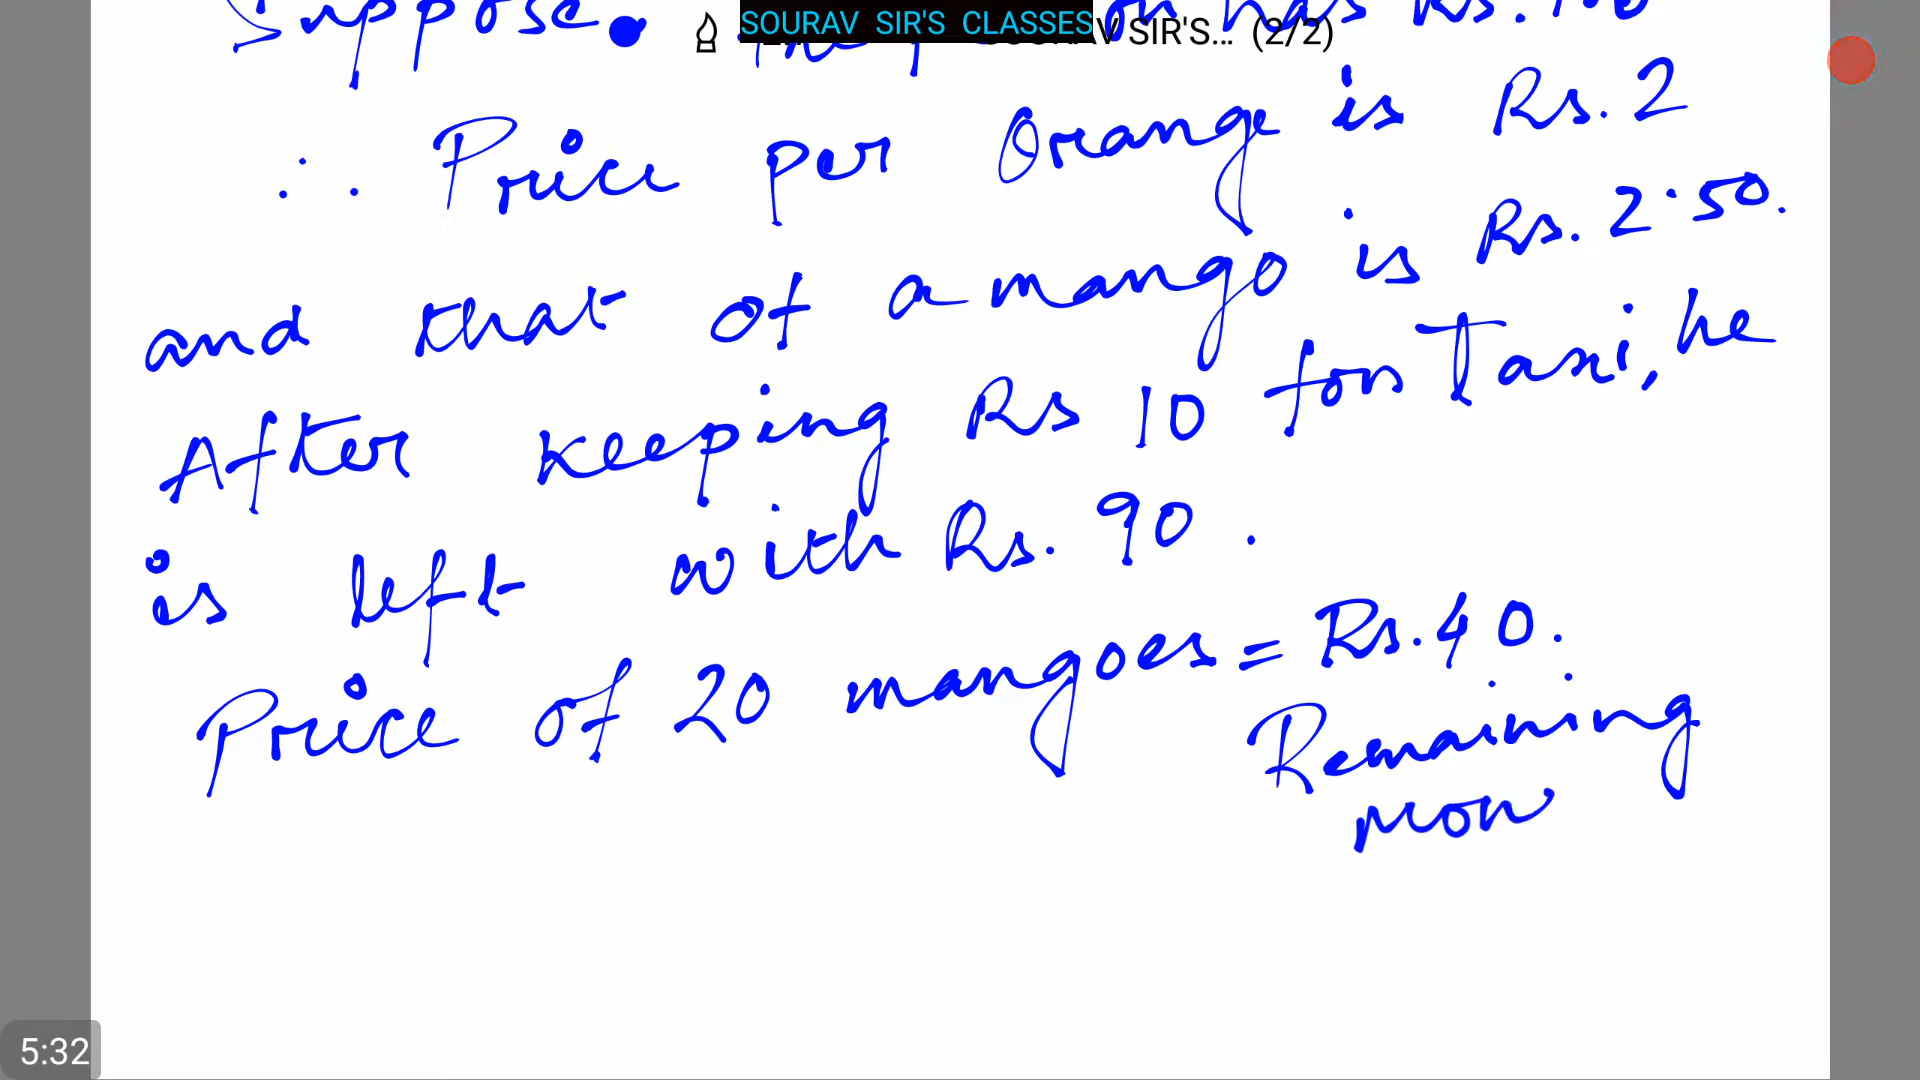 Suppose
SOURAV SIR'S CLASSES
SIR'S... (2/2)
∴ Price per Orange is Rs. 2
and that of a mango is Rs. 2.50.
After keeping Rs 10 for Taxi, he
is left with Rs. 90.
Price of 20 mangoes = Rs. 40.
Remaining
mon
5:32